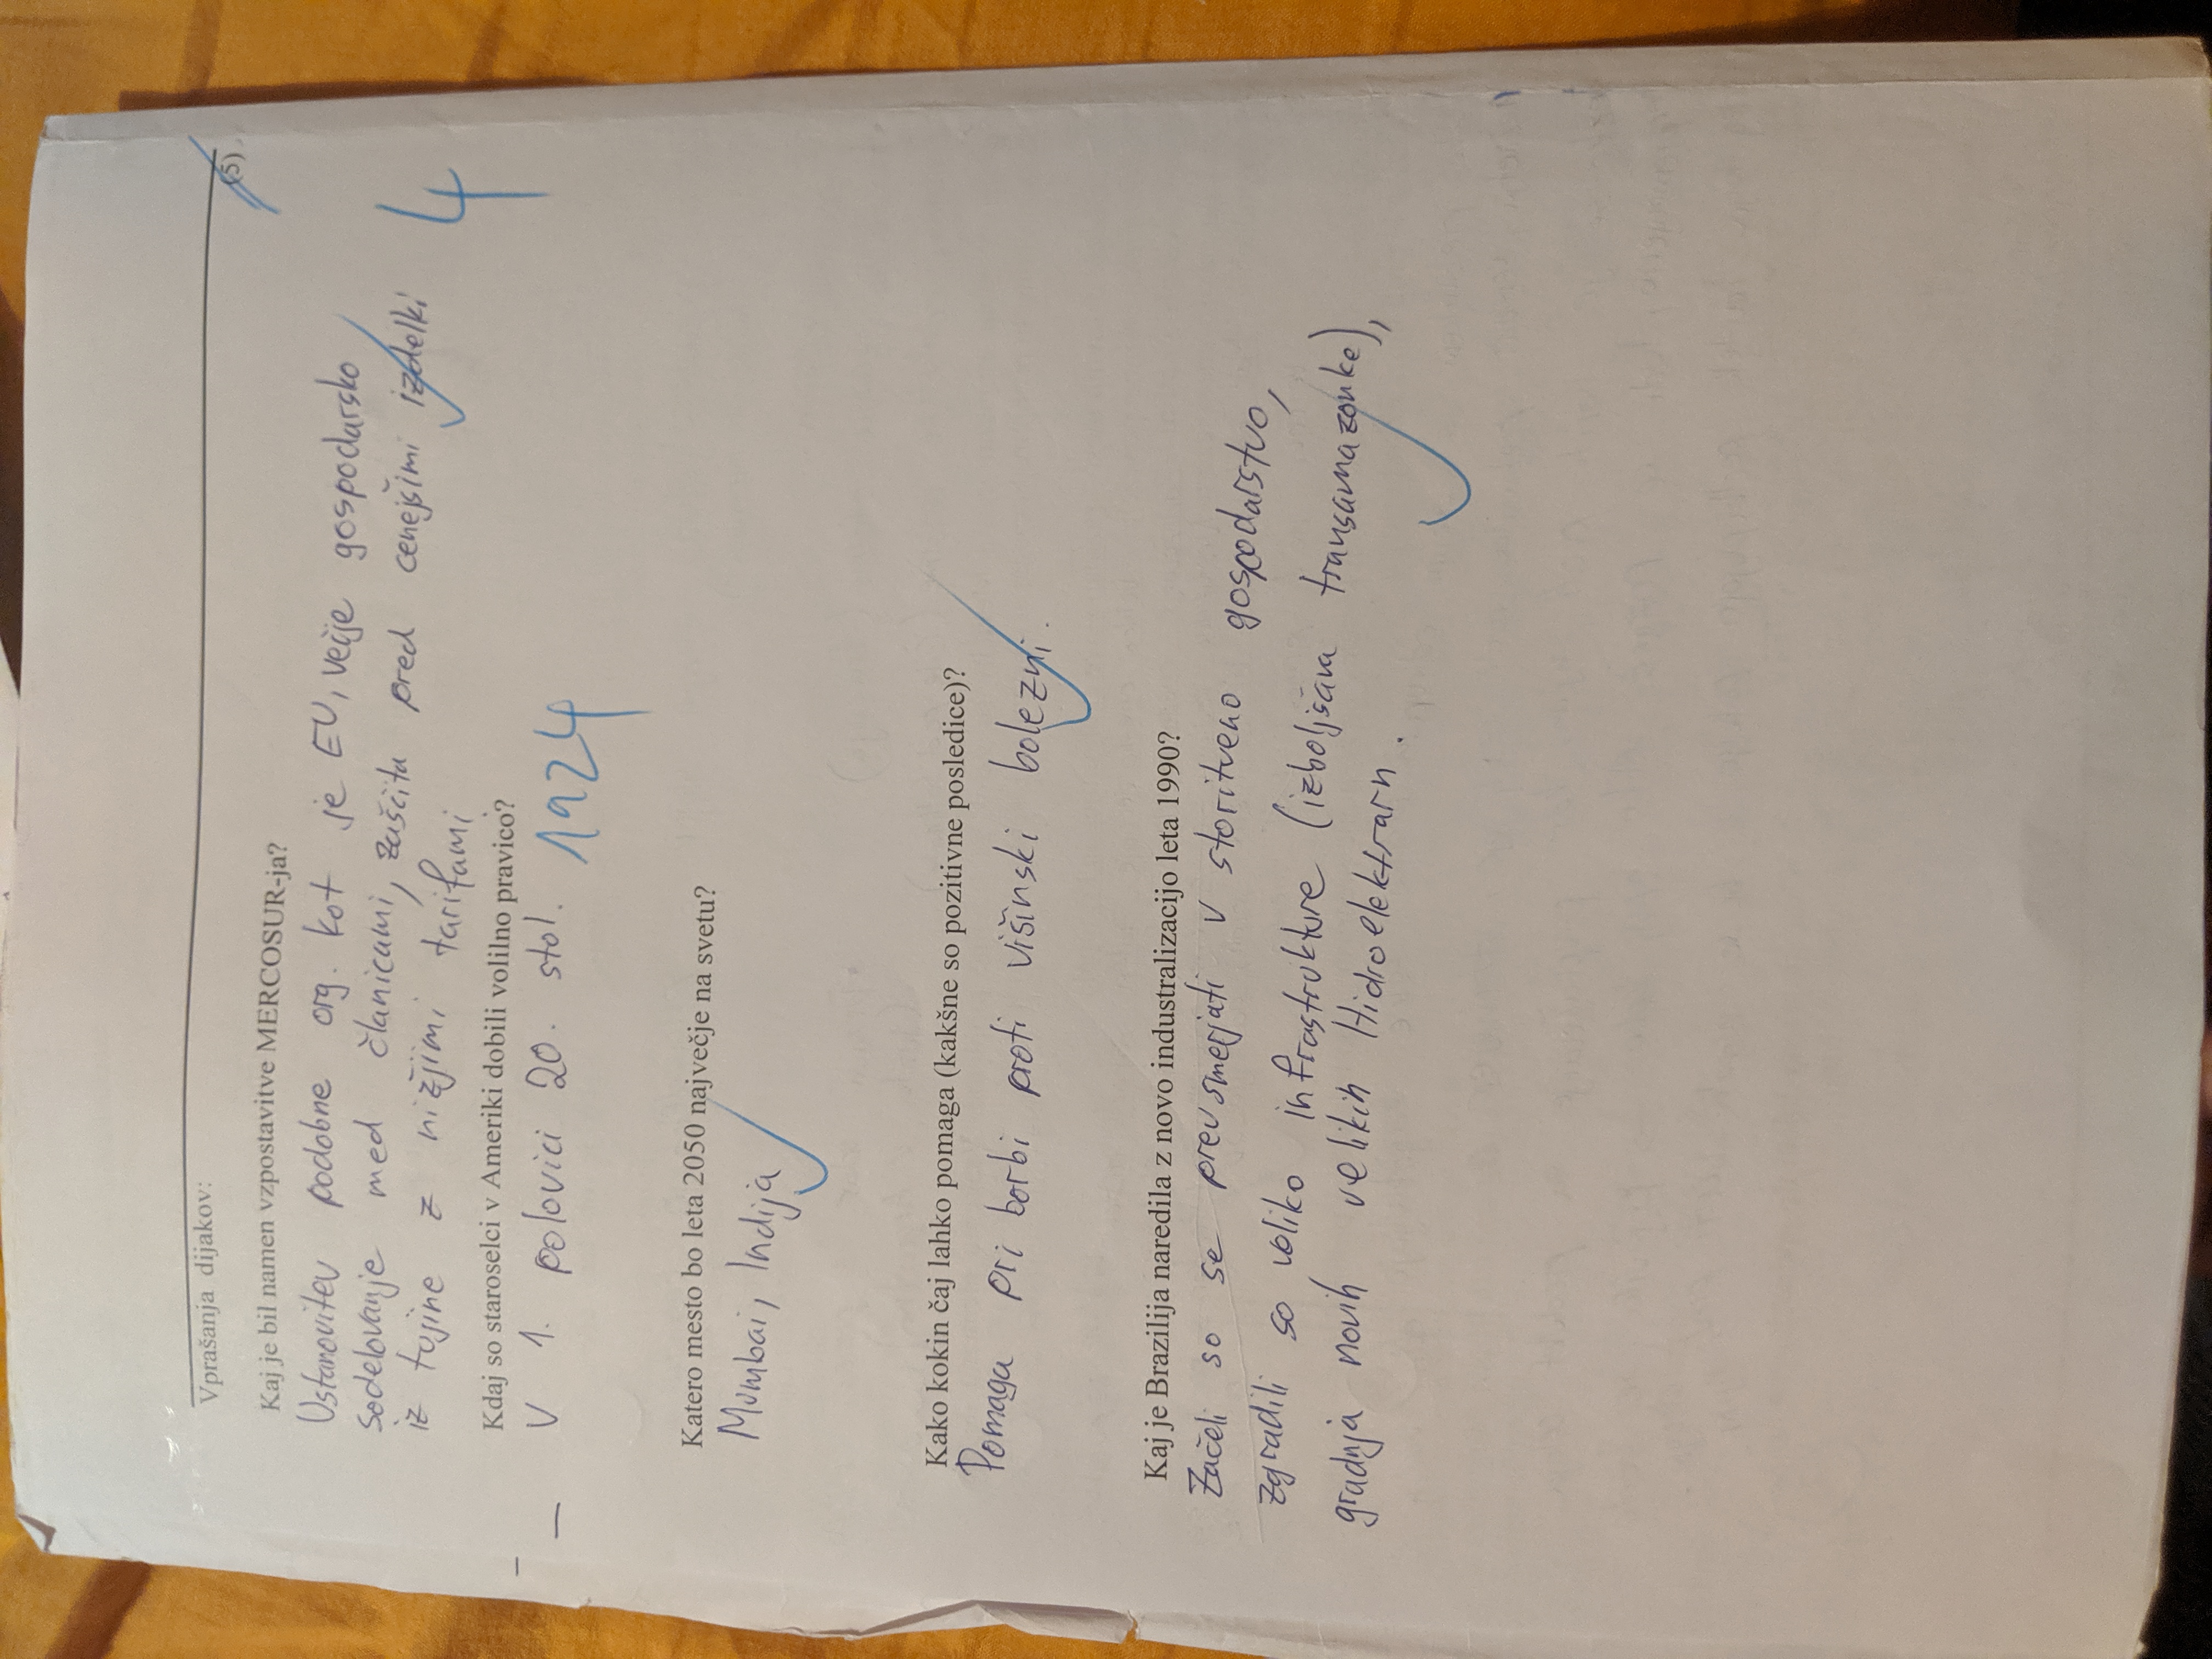 Vprašanja dijakov:
(5)
Kaj je bil namen vzpostavitve MERCOSUR-ja?
Ustanovitev podobne org. kot je EU, večje gospodarsko
sodelovanje med članicami, zaščita pred cenejšimi izdelki
iz tujine z nižjimi tarifami.
4
Kdaj so staroselci v Ameriki dobili volilno pravico?
V 1. polovici 20. stol. 1924
Katero mesto bo leta 2050 največje na svetu?
Mumbai, Indija
Kako kokin čaj lahko pomaga (kakšne so pozitivne posledice)?
Pomaga pri borbi proti višinski bolezni.
Kaj je Brazilija naredila z novo industralizacijo leta 1990?
Začeli so se preusmerjati v storitveno gospodarstvo,
zgradili so veliko infrastrukture (izboljšava transamazonke),
gradnja novih velikih Hidroelektrarn.